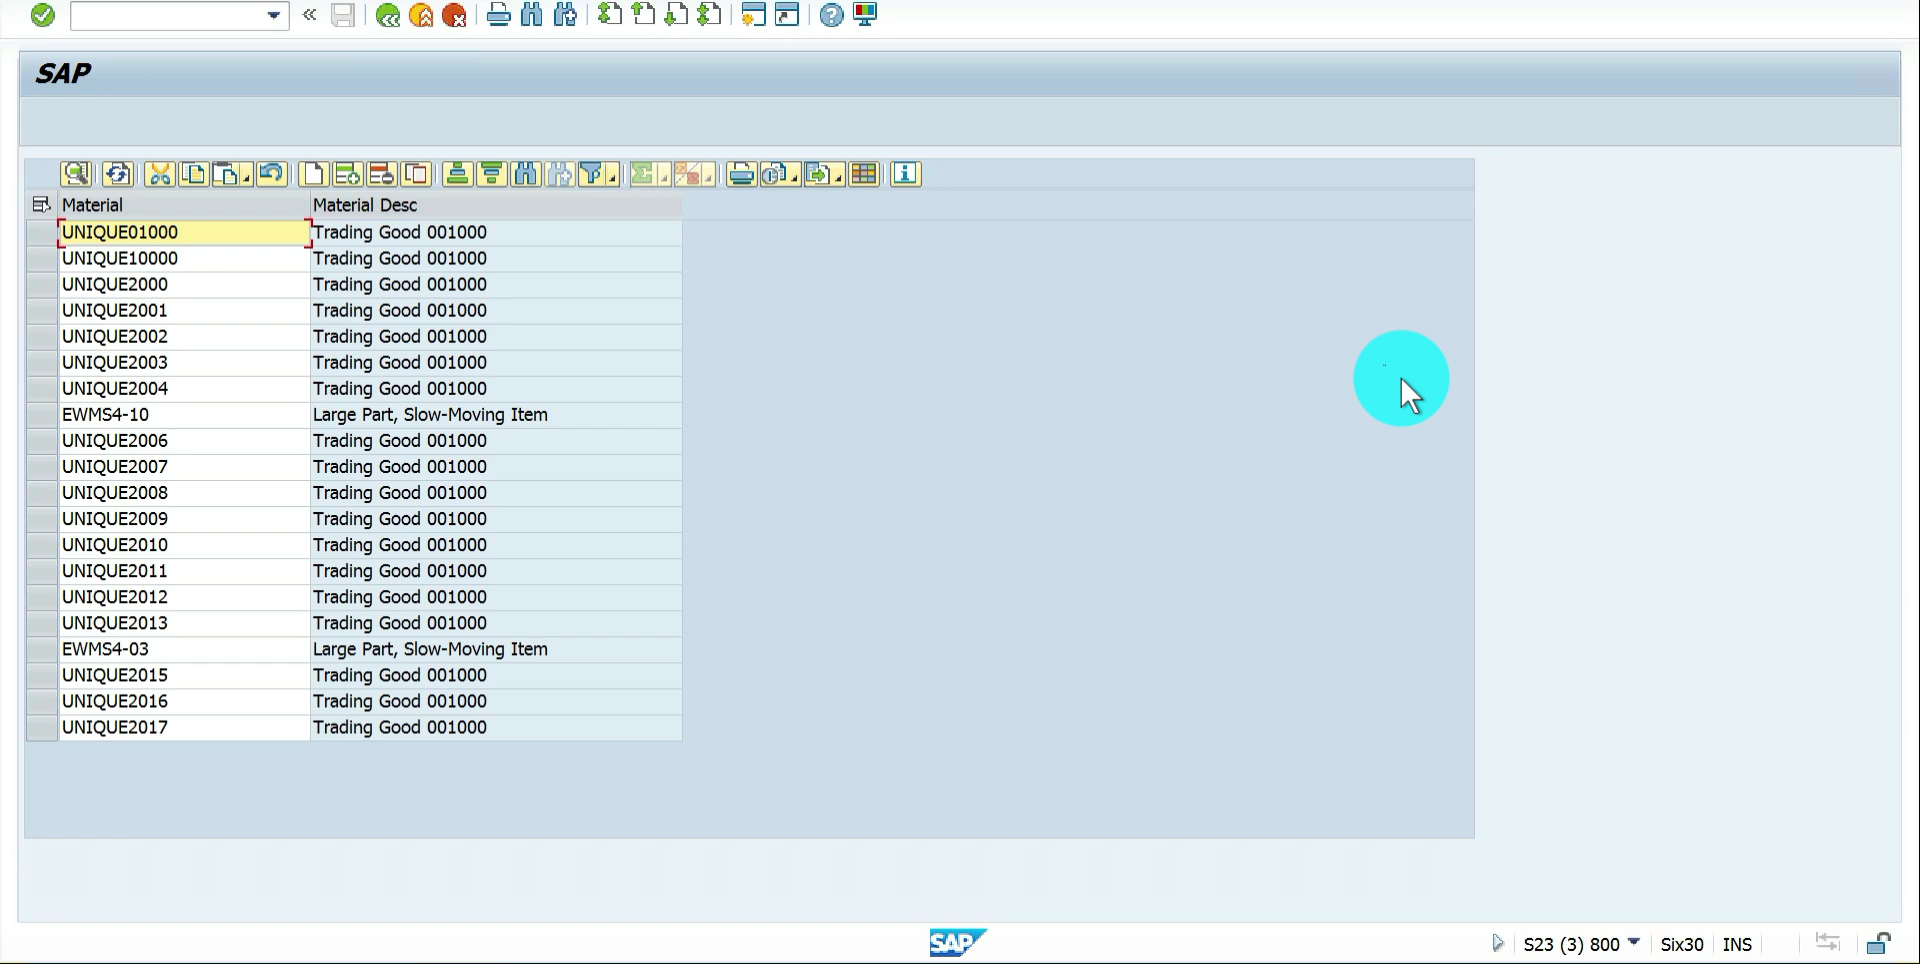 SAP
Material Material Desc
UNIQUE01000 Trading Good 001000
UNIQUE10000 Trading Good 001000
UNIQUE2000 Trading Good 001000
UNIQUE2001 Trading Good 001000
UNIQUE2002 Trading Good 001000
UNIQUE2003 Trading Good 001000
UNIQUE2004 Trading Good 001000
EWMS4-10 Large Part, Slow-Moving Item
UNIQUE2006 Trading Good 001000
UNIQUE2007 Trading Good 001000
UNIQUE2008 Trading Good 001000
UNIQUE2009 Trading Good 001000
UNIQUE2010 Trading Good 001000
UNIQUE2011 Trading Good 001000
UNIQUE2012 Trading Good 001000
UNIQUE2013 Trading Good 001000
EWMS4-03 Large Part, Slow-Moving Item
UNIQUE2015 Trading Good 001000
UNIQUE2016 Trading Good 001000
UNIQUE2017 Trading Good 001000
SAP S23 (3) 800 Six30 INS